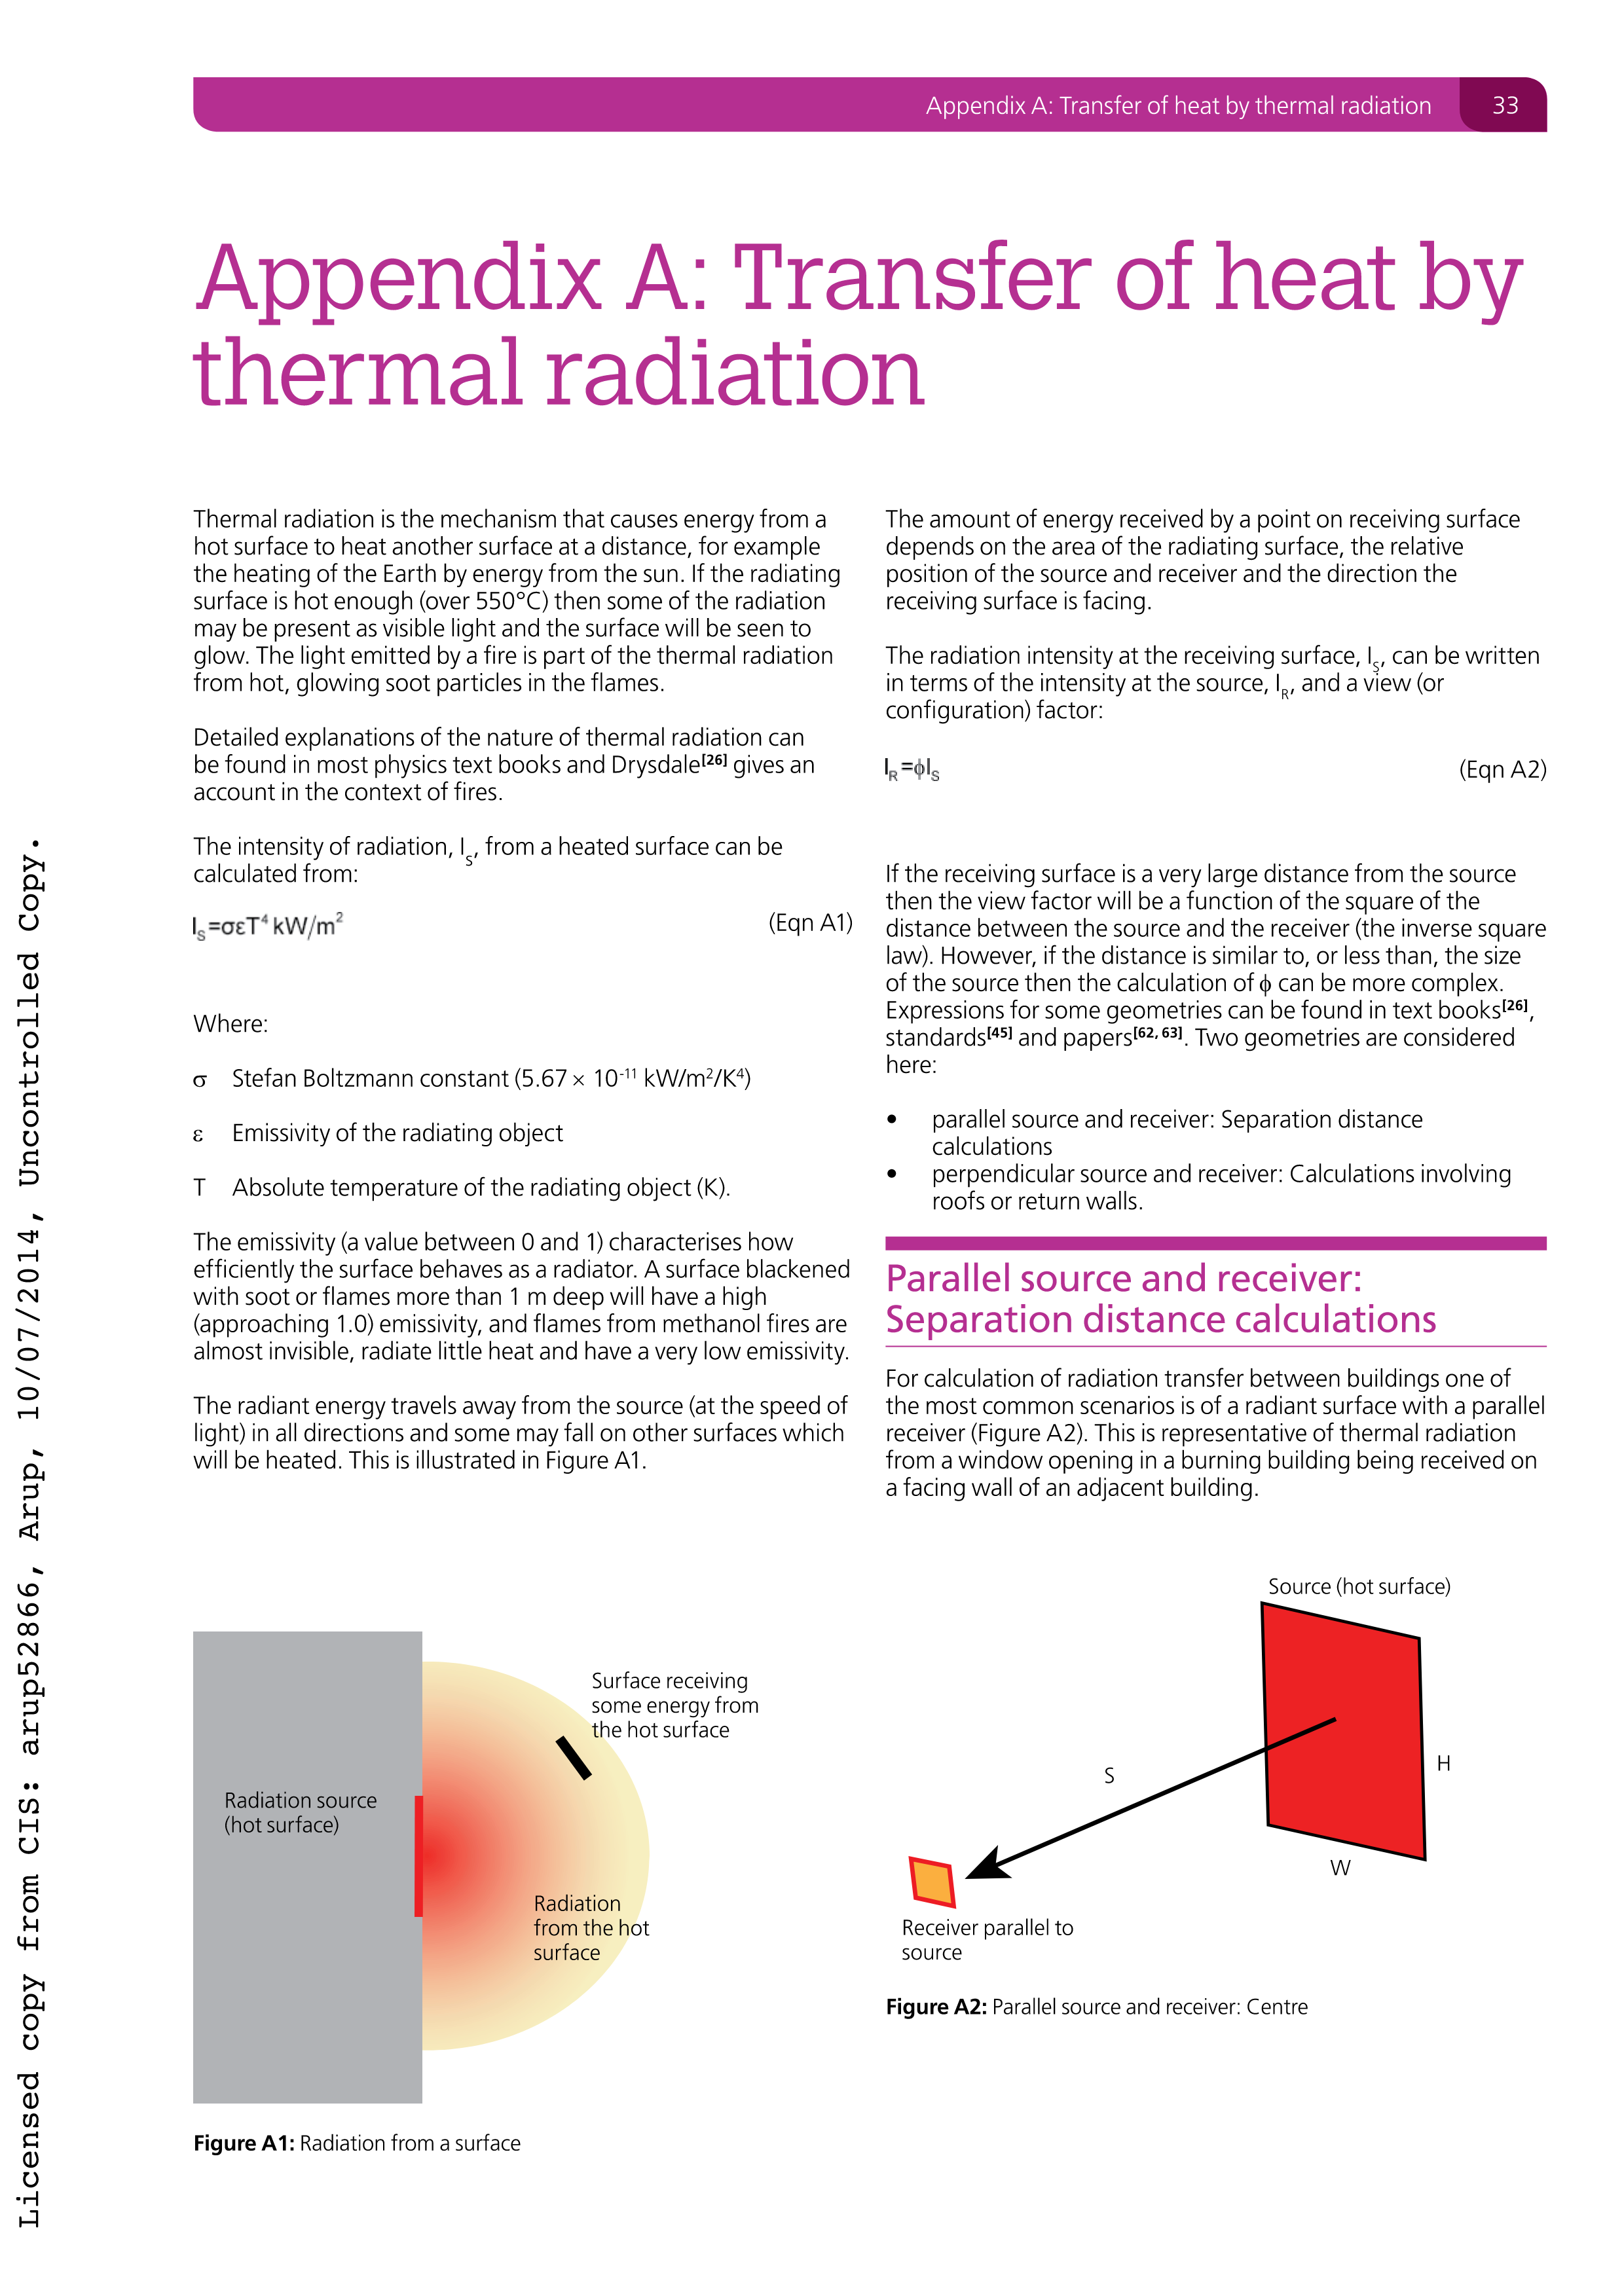 Appendix A: Transfer of heat by thermal radiation 33
Appendix A: Transfer of heat by
thermal radiation
Thermal radiation is the mechanism that causes energy from a
hot surface to heat another surface at a distance, for example
the heating of the Earth by energy from the sun. If the radiating
surface is hot enough (over 550°C) then some of the radiation
may be present as visible light and the surface will be seen to
glow. The light emitted by a fire is part of the thermal radiation
from hot, glowing soot particles in the flames.
Detailed explanations of the nature of thermal radiation can
be found in most physics text books and Drysdale[26] gives an
account in the context of fires.
The intensity of radiation, Is, from a heated surface can be
calculated from:
IS=σεT⁴ kW/m² (Eqn A1)
Where:
σ Stefan Boltzmann constant (5.67 × 10⁻¹¹ kW/m²/K⁴)
ε Emissivity of the radiating object
T Absolute temperature of the radiating object (K).
The emissivity (a value between 0 and 1) characterises how
efficiently the surface behaves as a radiator. A surface blackened
with soot or flames more than 1 m deep will have a high
(approaching 1.0) emissivity, and flames from methanol fires are
almost invisible, radiate little heat and have a very low emissivity.
The radiant energy travels away from the source (at the speed of
light) in all directions and some may fall on other surfaces which
will be heated. This is illustrated in Figure A1.
Radiation source
(hot surface)
Surface receiving
some energy from
the hot surface
Radiation
from the hot
surface
Figure A1: Radiation from a surface
The amount of energy received by a point on receiving surface
depends on the area of the radiating surface, the relative
position of the source and receiver and the direction the
receiving surface is facing.
The radiation intensity at the receiving surface, IS, can be written
in terms of the intensity at the source, IR, and a view (or
configuration) factor:
IR=ϕIS (Eqn A2)
If the receiving surface is a very large distance from the source
then the view factor will be a function of the square of the
distance between the source and the receiver (the inverse square
law). However, if the distance is similar to, or less than, the size
of the source then the calculation of ϕ can be more complex.
Expressions for some geometries can be found in text books[26],
standards[45] and papers[62, 63]. Two geometries are considered
here:
• parallel source and receiver: Separation distance
calculations
• perpendicular source and receiver: Calculations involving
roofs or return walls.
Parallel source and receiver:
Separation distance calculations
For calculation of radiation transfer between buildings one of
the most common scenarios is of a radiant surface with a parallel
receiver (Figure A2). This is representative of thermal radiation
from a window opening in a burning building being received on
a facing wall of an adjacent building.
Source (hot surface)
S
H
W
Receiver parallel to
source
Figure A2: Parallel source and receiver: Centre
Licensed copy from CIS: arup52866, Arup, 10/07/2014, Uncontrolled Copy.